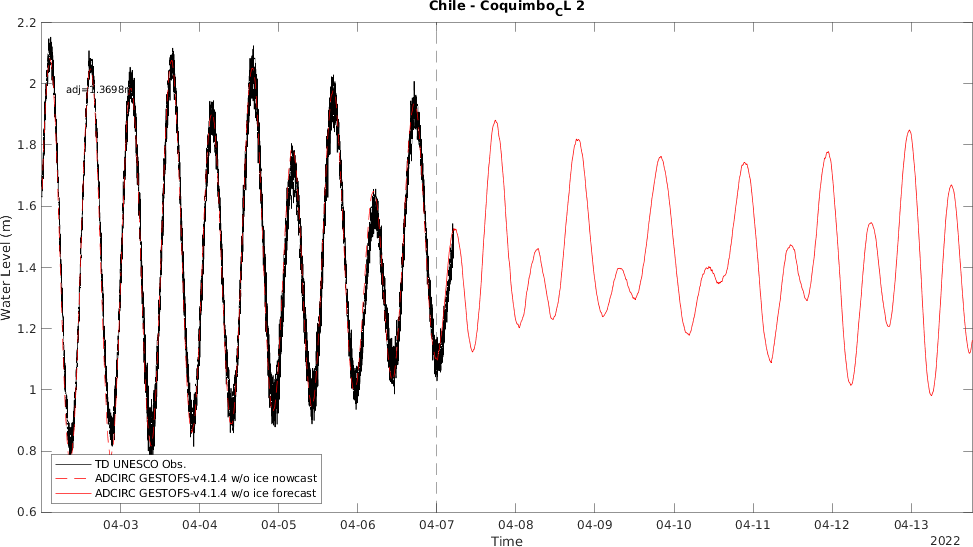 Chile - Coquimbo_CL 2
2.2
2
1.8
1.6
1.4
1.2
1
0.8
0.6
Water Level (m)
adj=1.3698m
TD UNESCO Obs.
ADCIRC GESTOFS-v4.1.4 w/o ice nowcast
ADCIRC GESTOFS-v4.1.4 w/o ice forecast
04-03 04-04 04-05 04-06 04-07 04-08 04-09 04-10 04-11 04-12 04-13
Time
2022